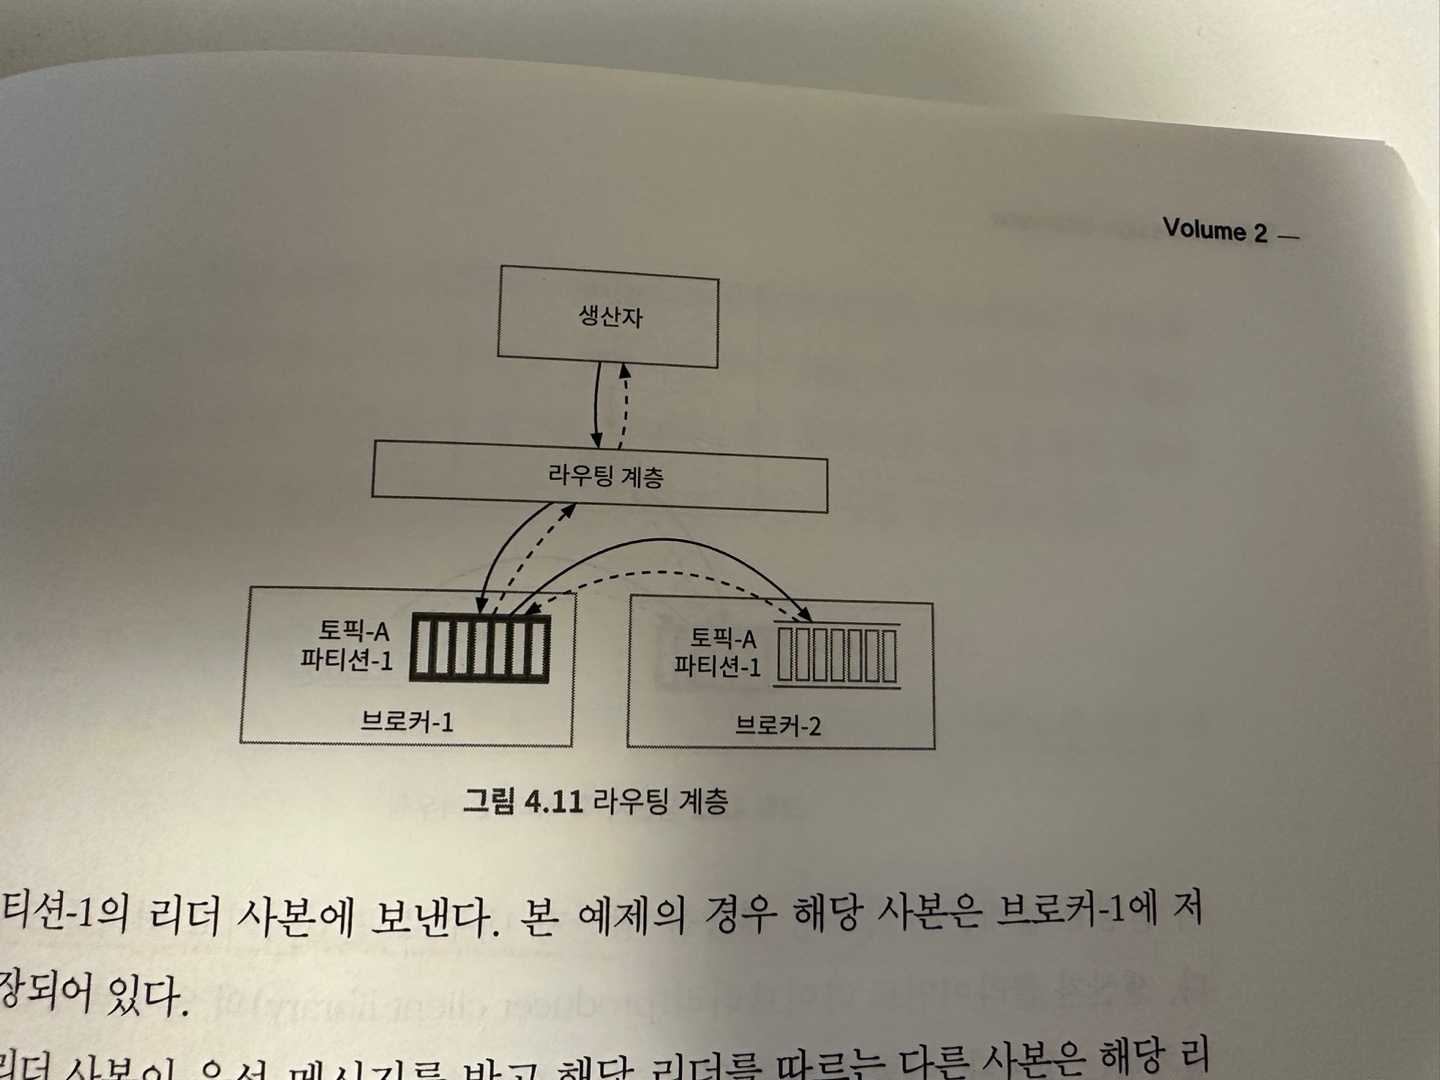 Volume 2 —
생산자
라우팅 계층
토픽-A
파티션-1
브로커-1
토픽-A
파티션-1
브로커-2
그림 4.11 라우팅 계층
티션-1의 리더 사본에 보낸다. 본 예제의 경우 해당 사본은 브로커-1에 저
장되어 있다.
리더 사본이 우선 메시지를 받고 해당 리더를 따르는 다른 사본은 해당 리